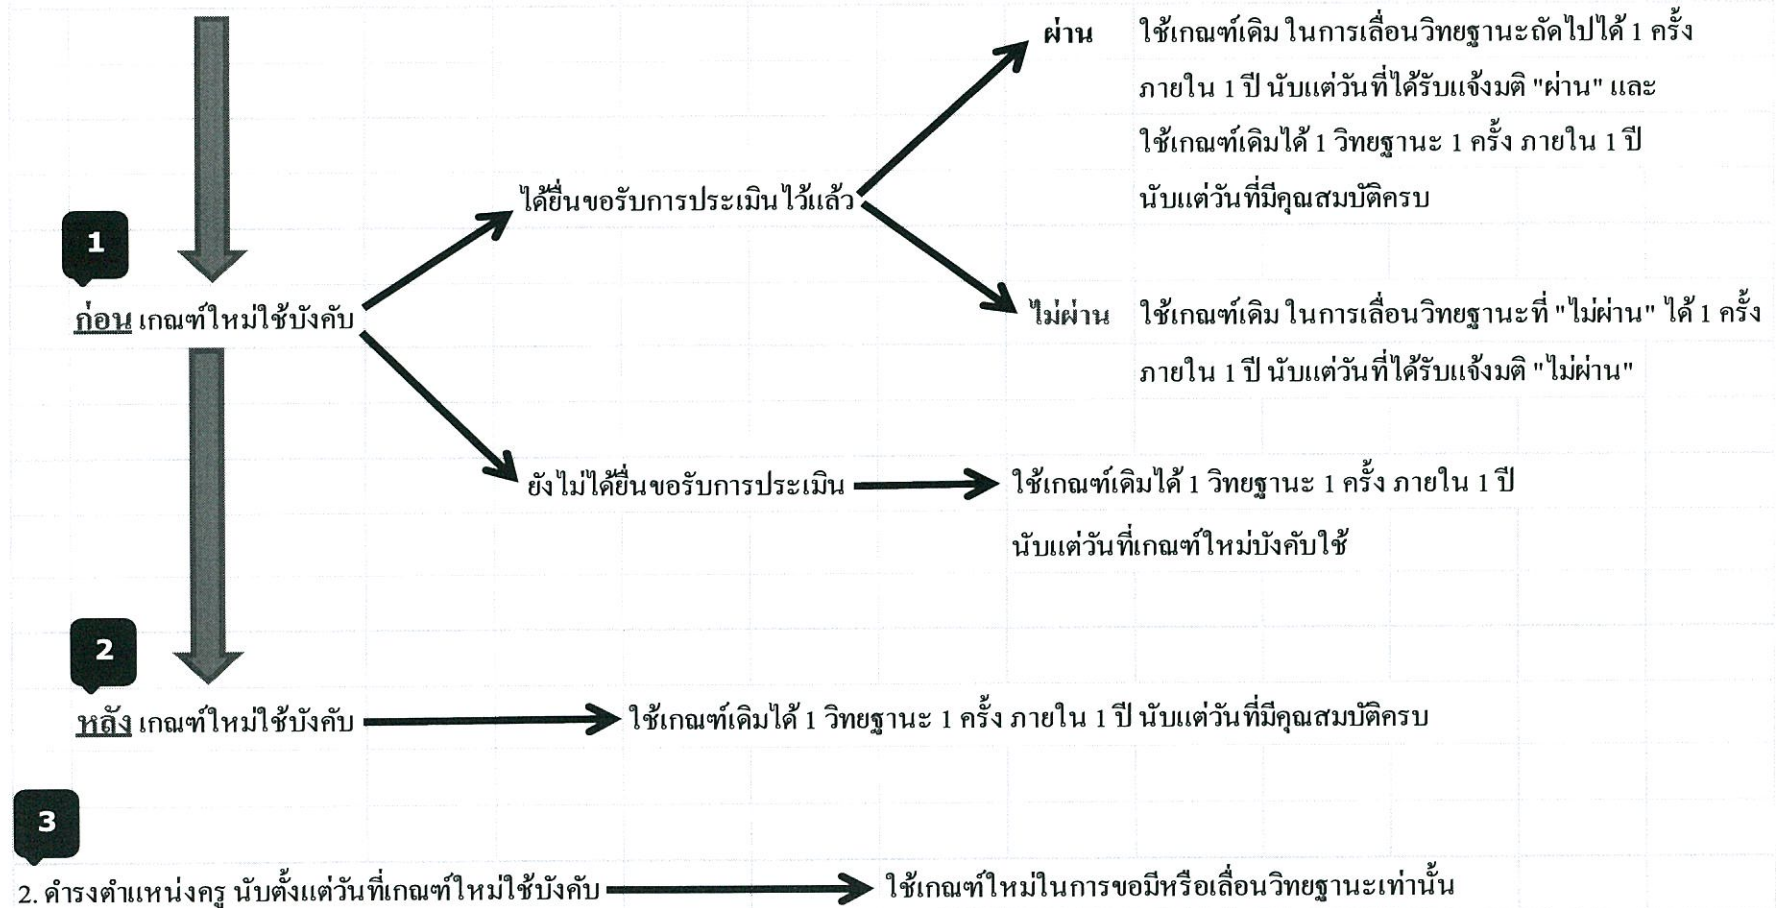 ผ่าน ใช้เกณฑ์เดิม ในการเลื่อนวิทยฐานะถัดไปได้ 1 ครั้ง
ภายใน 1 ปี นับแต่วันที่ได้รับแจ้งมติ "ผ่าน" และ
ใช้เกณฑ์เดิมได้ 1 วิทยฐานะ 1 ครั้ง ภายใน 1 ปี
นับแต่วันที่มีคุณสมบัติครบ
ได้ยื่นขอรับการประเมินไว้แล้ว
1
ก่อน เกณฑ์ใหม่ใช้บังคับ
ไม่ผ่าน ใช้เกณฑ์เดิม ในการเลื่อนวิทยฐานะที่ "ไม่ผ่าน" ได้ 1 ครั้ง
ภายใน 1 ปี นับแต่วันที่ได้รับแจ้งมติ "ไม่ผ่าน"
ยังไม่ได้ยื่นขอรับการประเมิน ใช้เกณฑ์เดิมได้ 1 วิทยฐานะ 1 ครั้ง ภายใน 1 ปี
นับแต่วันที่เกณฑ์ใหม่บังคับใช้
2
หลัง เกณฑ์ใหม่ใช้บังคับ ใช้เกณฑ์เดิมได้ 1 วิทยฐานะ 1 ครั้ง ภายใน 1 ปี นับแต่วันที่มีคุณสมบัติครบ
3
2. ดำรงตำแหน่งครู นับตั้งแต่วันที่เกณฑ์ใหม่ใช้บังคับ ใช้เกณฑ์ใหม่ในการขอมีหรือเลื่อนวิทยฐานะเท่านั้น